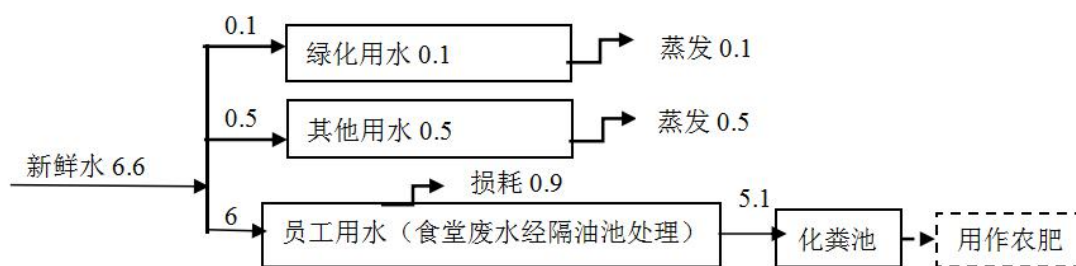 0.1
绿化用水 0.1
蒸发 0.1
0.5
其他用水 0.5
蒸发 0.5
新鲜水 6.6
损耗 0.9
6
员工用水（食堂废水经隔油池处理）
5.1
化粪池
用作农肥